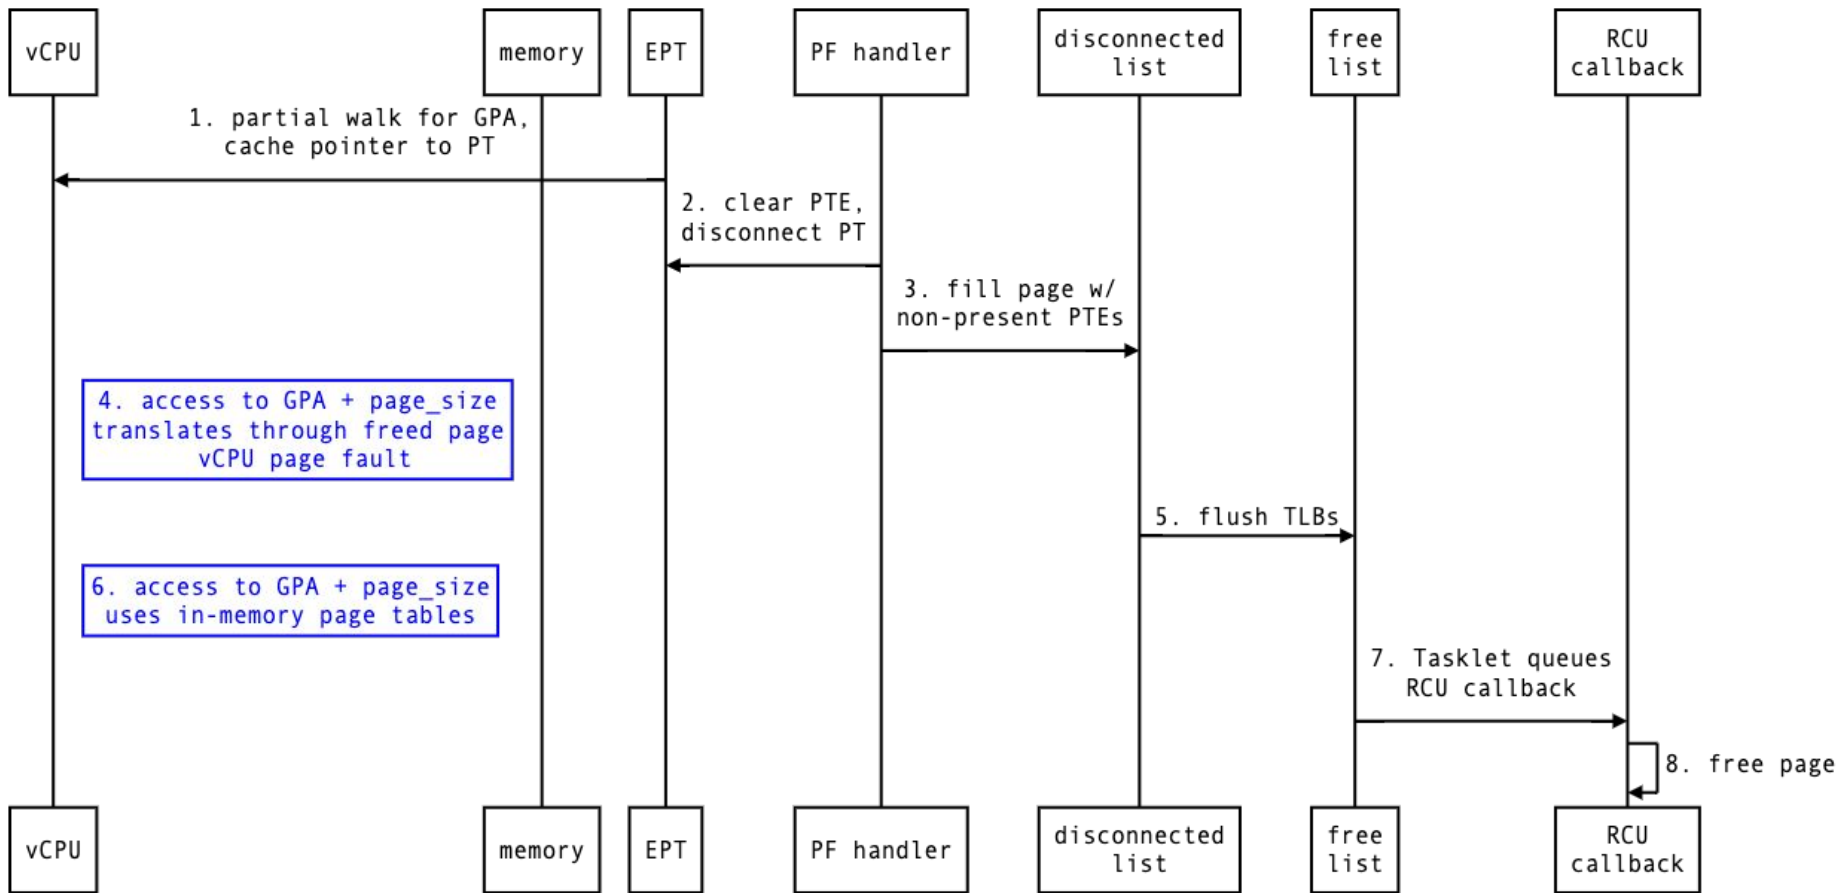 vCPU
memory
EPT
PF handler
disconnected
list
free
list
RCU
callback
1. partial walk for GPA,
cache pointer to PT
2. clear PTE,
disconnect PT
3. fill page w/
non-present PTEs
4. access to GPA + page_size
translates through freed page
vCPU page fault
5. flush TLBs
6. access to GPA + page_size
uses in-memory page tables
7. Tasklet queues
RCU callback
8. free page
vCPU
memory
EPT
PF handler
disconnected
list
free
list
RCU
callback